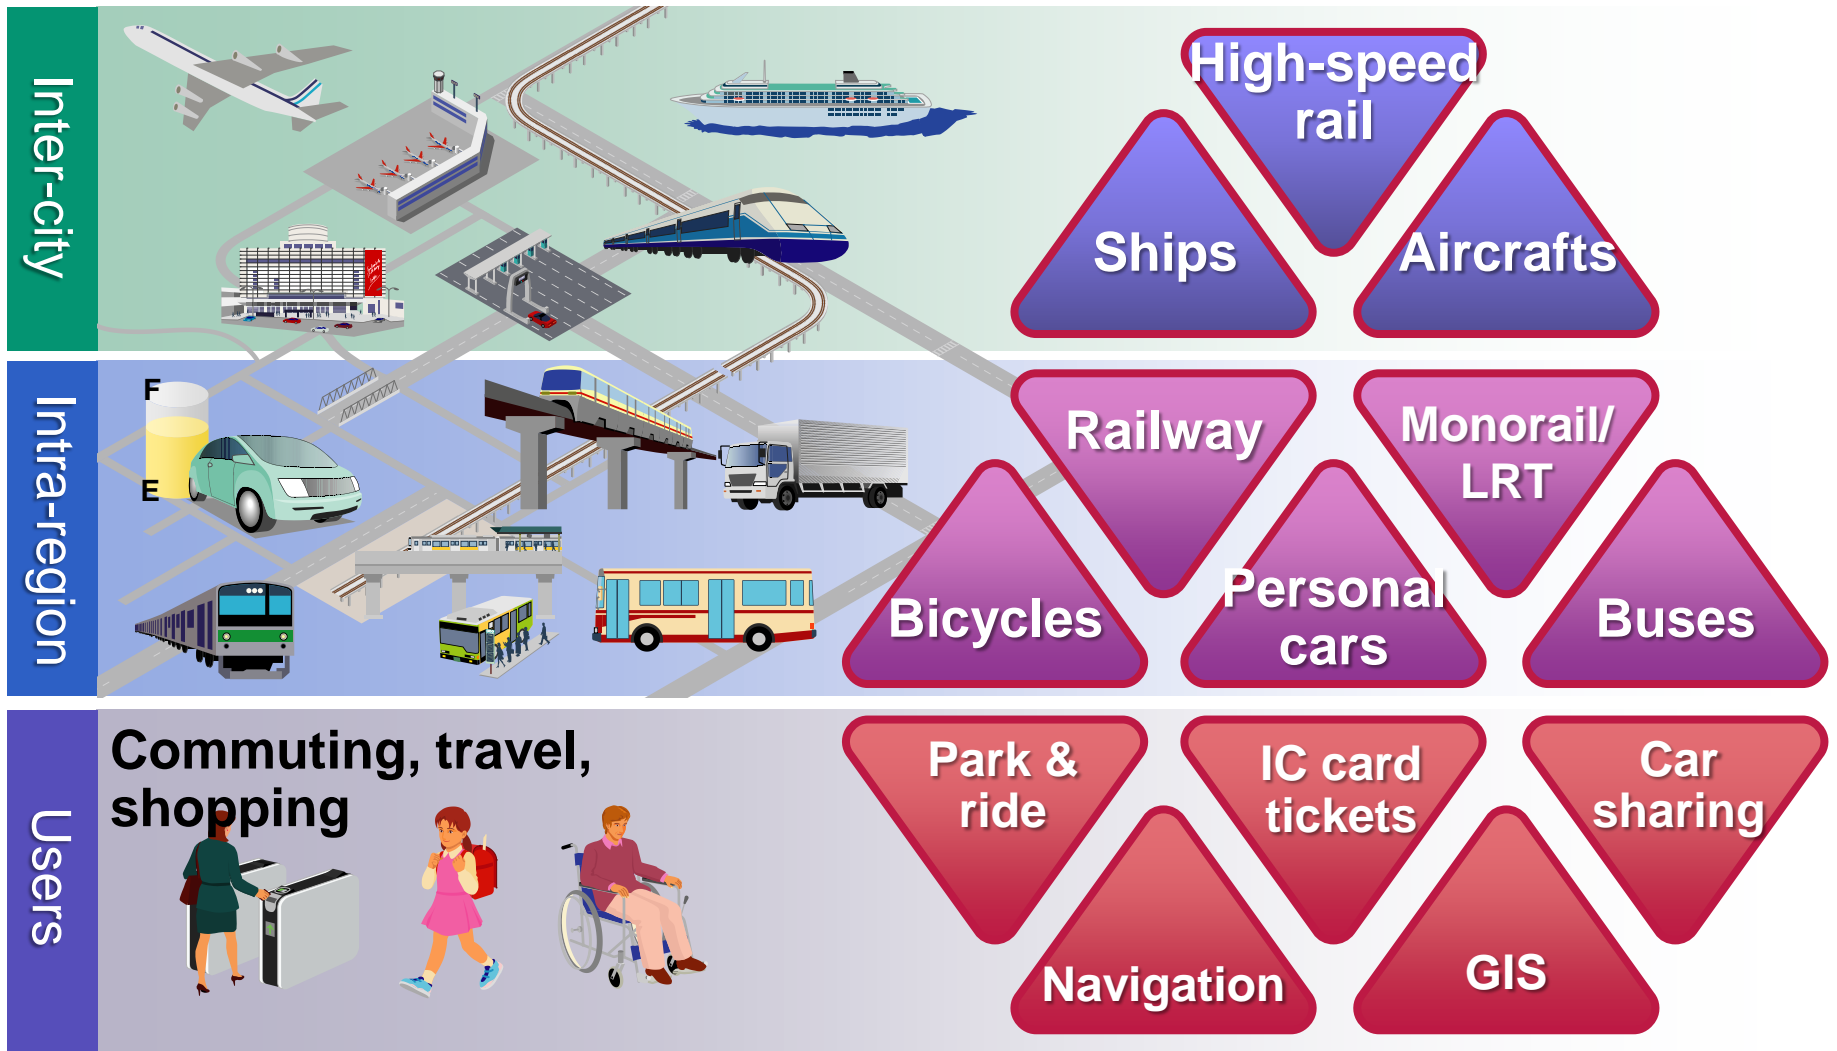 Inter-city
High-speed
rail
Ships
Aircrafts
Intra-region
F
E
Railway
Monorail/
LRT
Bicycles
Personal
cars
Buses
Users
Commuting, travel,
shopping
Park &
ride
IC card
tickets
Car
sharing
Navigation
GIS